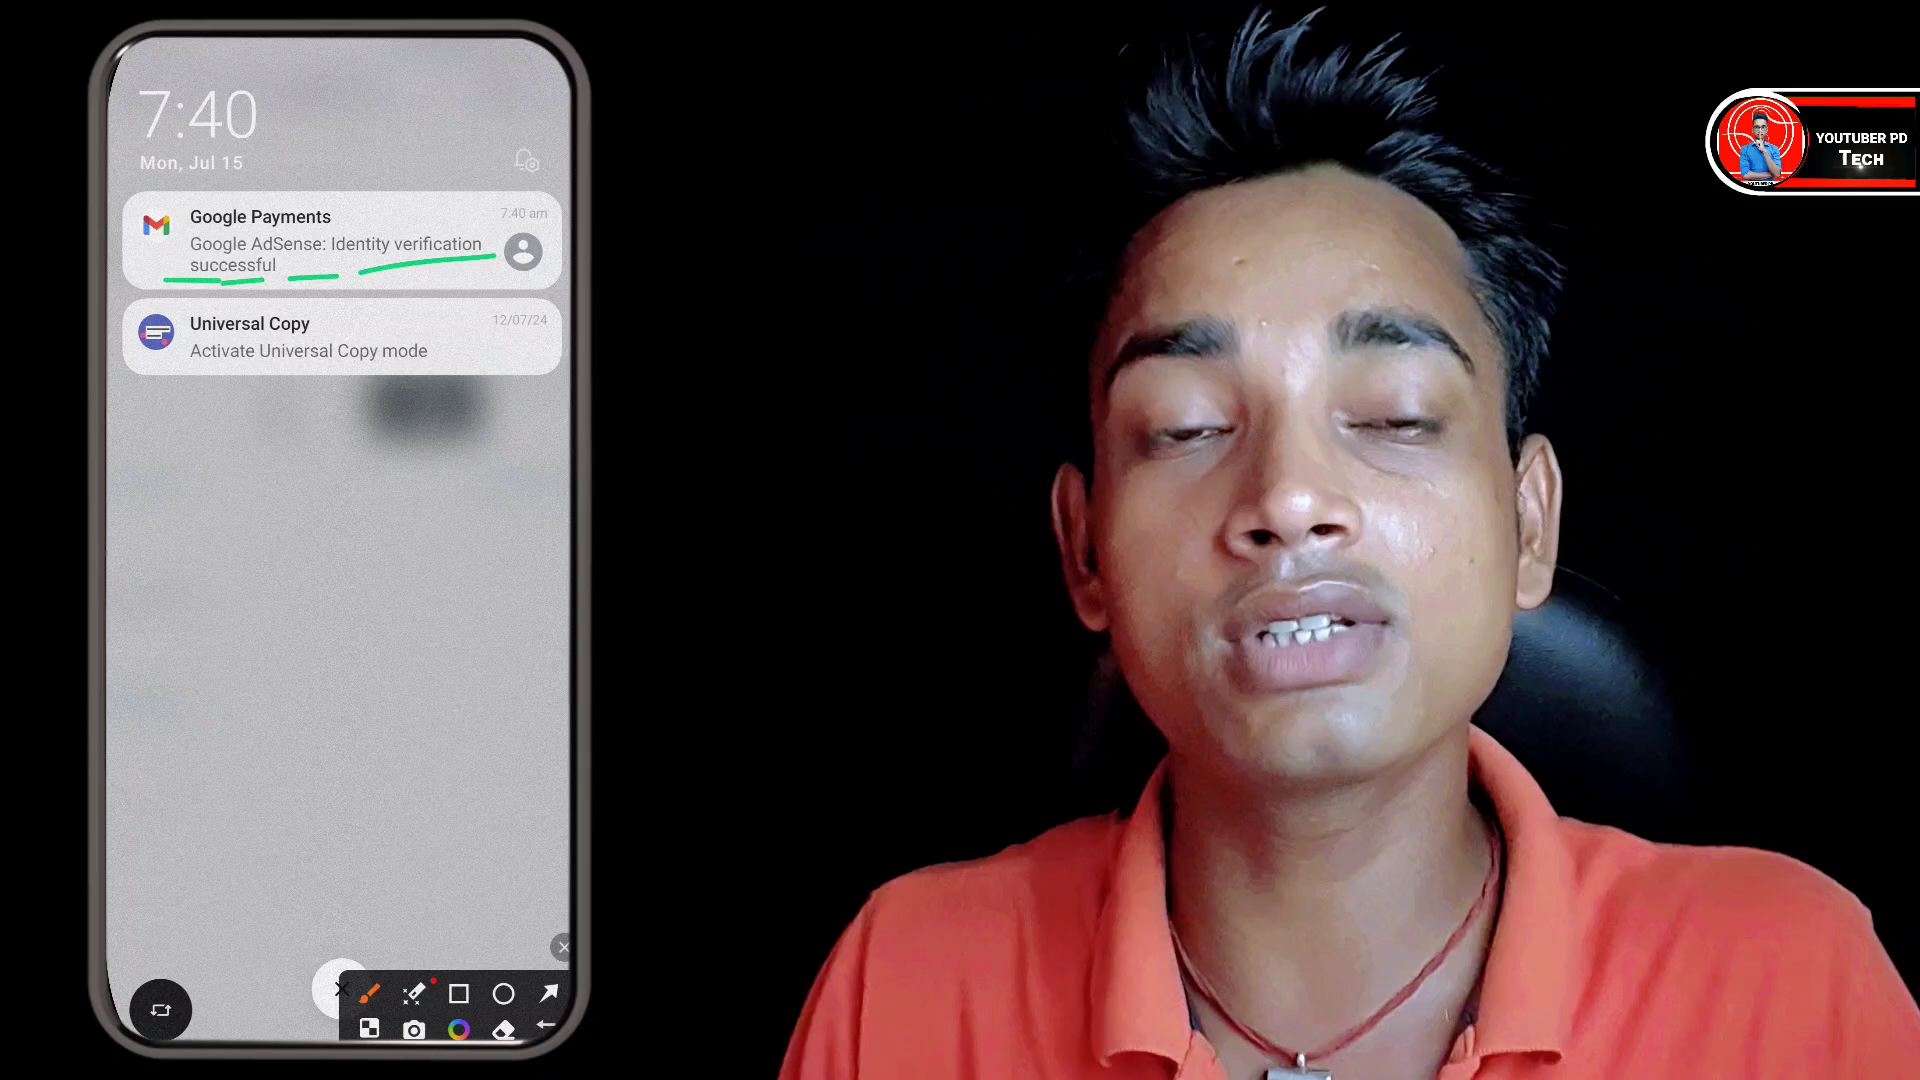 7:40
Mon, Jul 15
Google Payments
7:40 am
Google AdSense: Identity verification
successful
Universal Copy
12/07/24
Activate Universal Copy mode
YOUTUBER PD
TECH